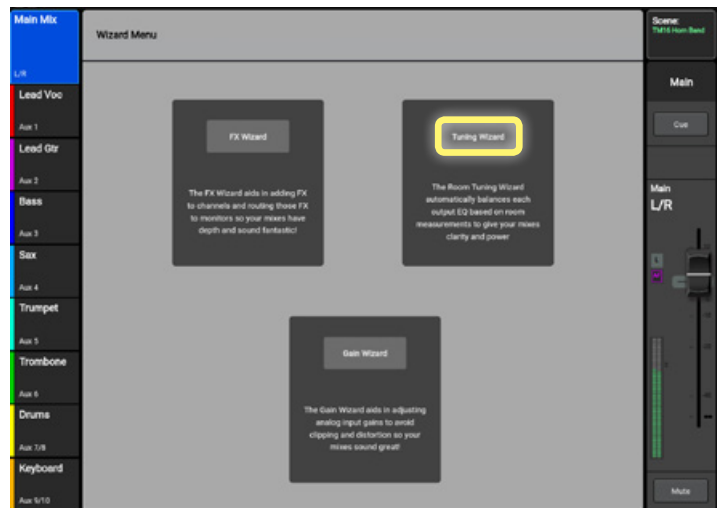 Main Mix
L/R
Lead Voc
Aux 1
Lead Gtr
Aux 2
Bass
Aux 3
Sax
Aux 4
Trumpet
Aux 5
Trombone
Aux 6
Drums
Aux 7/8
Keyboard
Aux 9/10
Wizard Menu
FX Wizard
The FX Wizard aids in adding FX
to channels and routing those FX
to monitors so your mixes have
depth and sound fantastic!
Tuning Wizard
The Room Tuning Wizard
automatically balances each
output EQ based on room
measurements to give your mixes
clarity and power
Gain Wizard
The Gain Wizard aids in adjusting
analog input gains to avoid
clipping and distortion so your
mixes sound great!
Scene:
TM16 Horn Band
Main
Cue
Main
L/R
Mute